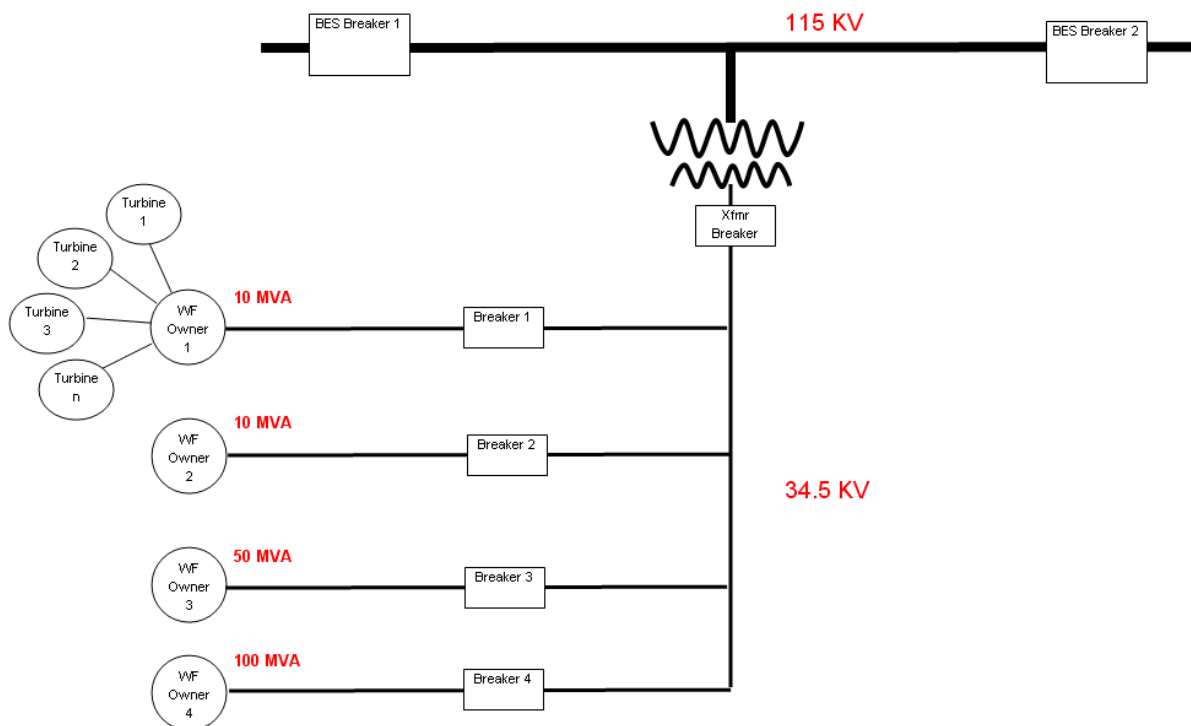 BES Breaker 1
115 KV
BES Breaker 2
Xfmr
Breaker
Turbine
1
Turbine
2
Turbine
3
Turbine
n
WF
Owner
1
10 MVA
Breaker 1
WF
Owner
2
10 MVA
Breaker 2
34.5 KV
WF
Owner
3
50 MVA
Breaker 3
WF
Owner
4
100 MVA
Breaker 4